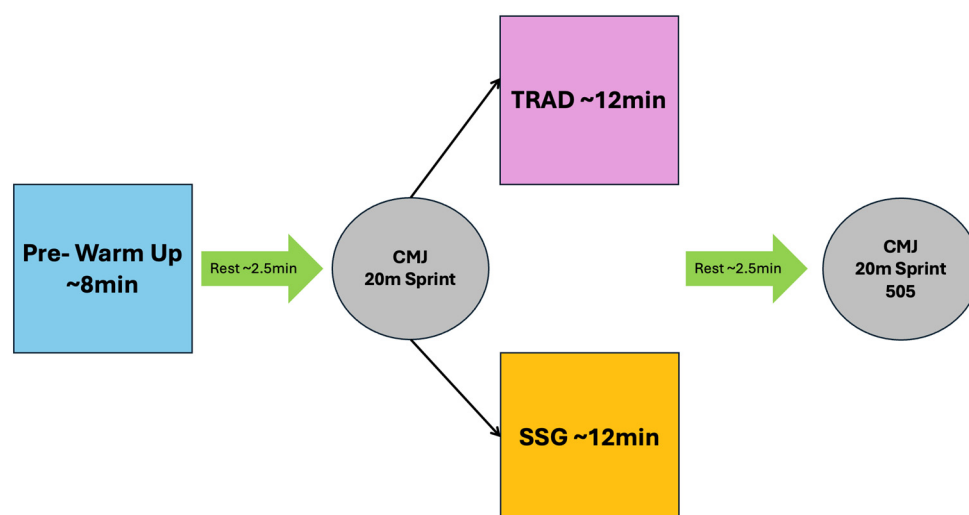 Pre- Warm Up
~8min
Rest ~2.5min
CMJ
20m Sprint
TRAD ~12min
SSG ~12min
Rest ~2.5min
CMJ
20m Sprint
505